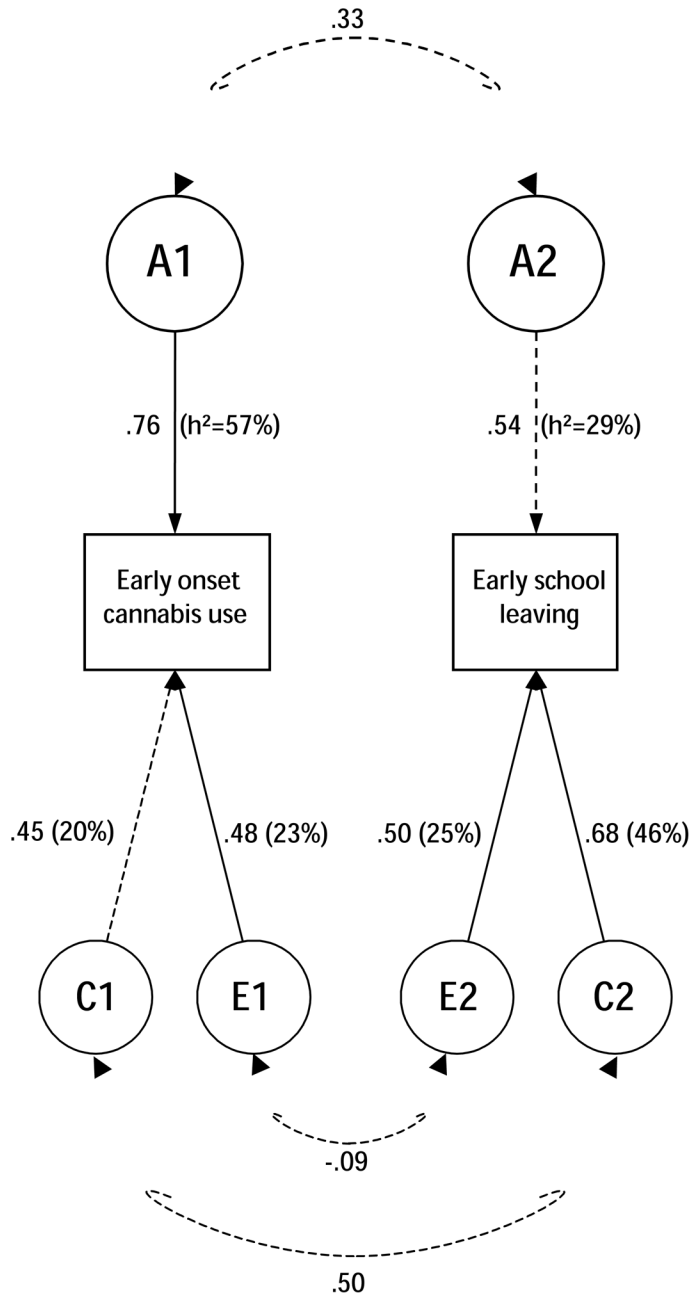 .33
A1
A2
.76 (h²=57%)
.54 (h²=29%)
Early onset
cannabis use
Early school
leaving
.45 (20%)
.48 (23%)
.50 (25%)
.68 (46%)
C1
E1
E2
C2
-.09
.50